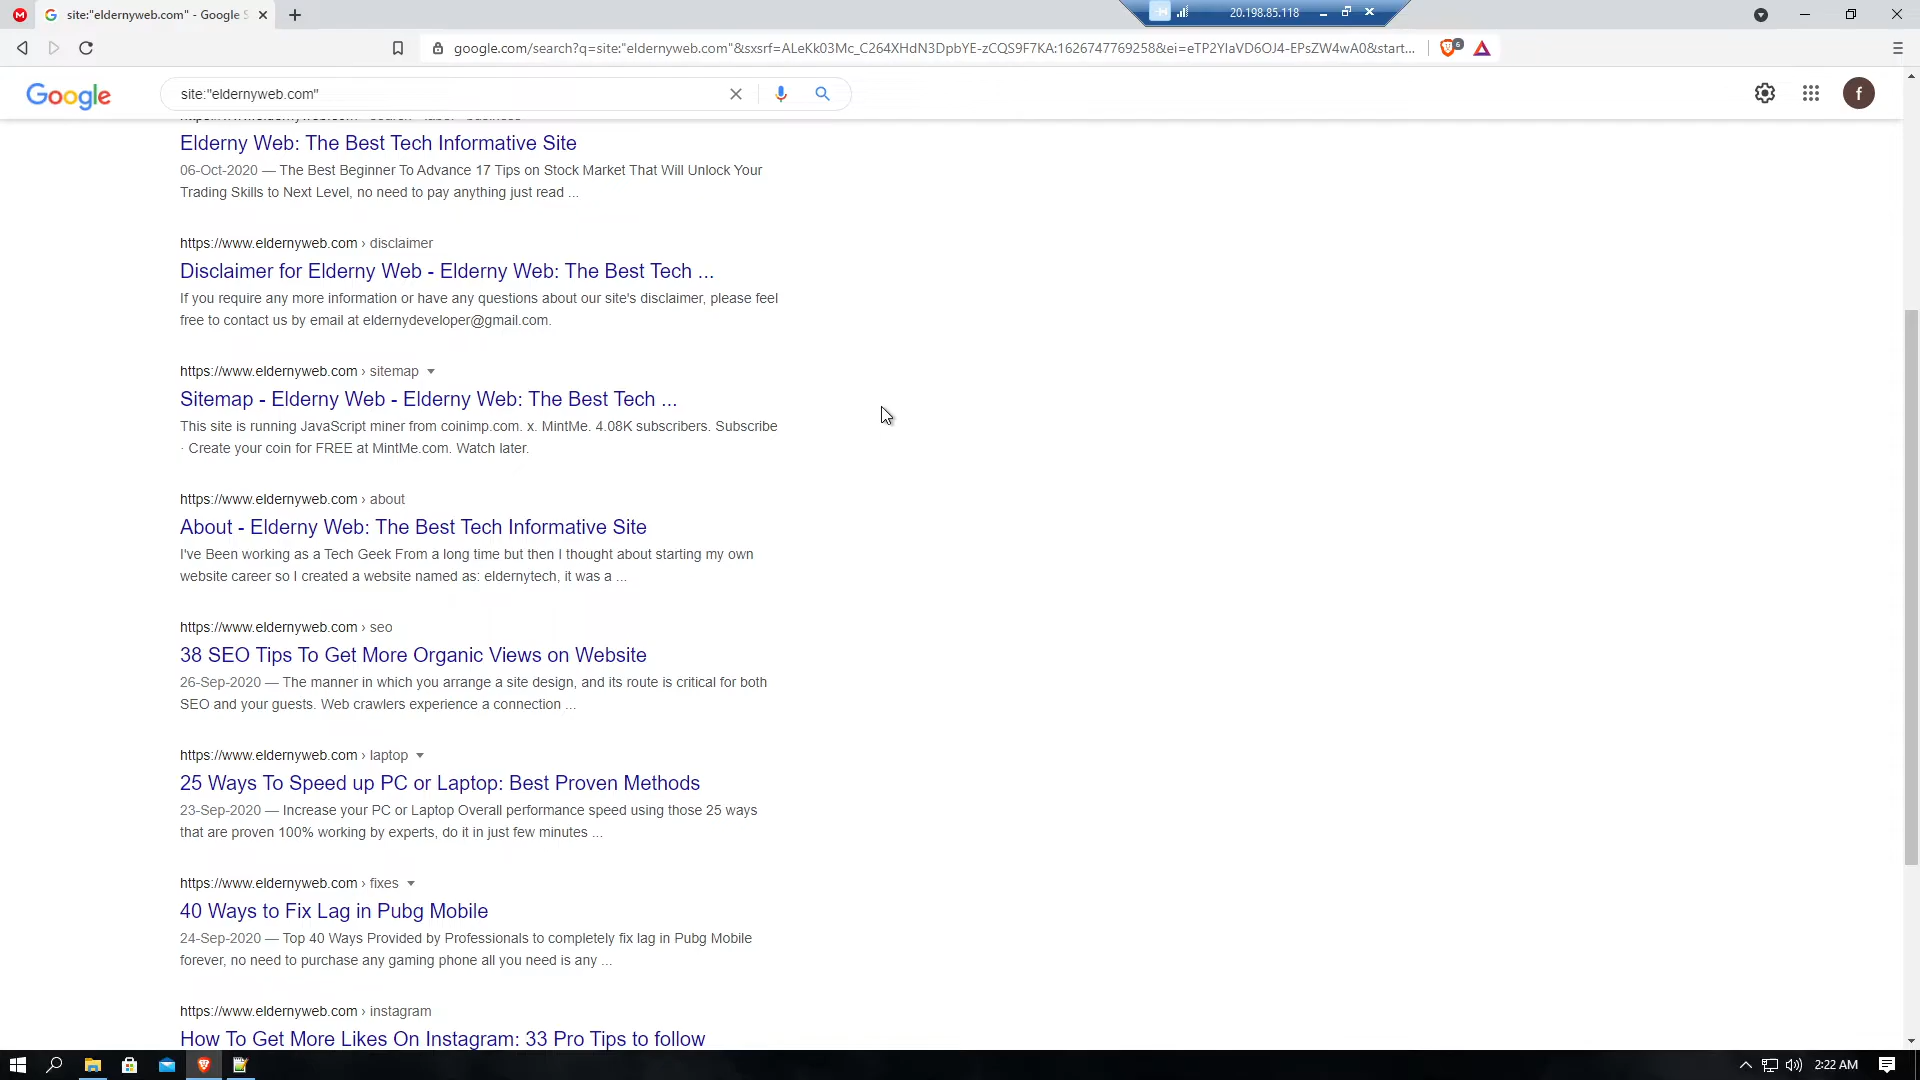 site:"eldernyweb.com" - Google S
20.198.85.118
google.com/search?q=site:"eldernyweb.com"&sxsrf=ALeKk03Mc_C264XHdN3DpbYE-zCQS9F7KA:1626747769258&ei=eTP2YIaVD6OJ4-EPsZW4wA0&start...
6
Google
site:"eldernyweb.com"
f
Elderny Web: The Best Tech Informative Site
06-Oct-2020 — The Best Beginner To Advance 17 Tips on Stock Market That Will Unlock Your
Trading Skills to Next Level, no need to pay anything just read ...
https://www.eldernyweb.com › disclaimer
Disclaimer for Elderny Web - Elderny Web: The Best Tech ...
If you require any more information or have any questions about our site's disclaimer, please feel
free to contact us by email at eldernydeveloper@gmail.com.
https://www.eldernyweb.com › sitemap
Sitemap - Elderny Web - Elderny Web: The Best Tech ...
This site is running JavaScript miner from coinimp.com. x. MintMe. 4.08K subscribers. Subscribe
· Create your coin for FREE at MintMe.com. Watch later.
https://www.eldernyweb.com › about
About - Elderny Web: The Best Tech Informative Site
I've Been working as a Tech Geek From a long time but then I thought about starting my own
website career so I created a website named as: eldernytech, it was a ...
https://www.eldernyweb.com › seo
38 SEO Tips To Get More Organic Views on Website
26-Sep-2020 — The manner in which you arrange a site design, and its route is critical for both
SEO and your guests. Web crawlers experience a connection ...
https://www.eldernyweb.com › laptop
25 Ways To Speed up PC or Laptop: Best Proven Methods
23-Sep-2020 — Increase your PC or Laptop Overall performance speed using those 25 ways
that are proven 100% working by experts, do it in just few minutes ...
https://www.eldernyweb.com › fixes
40 Ways to Fix Lag in Pubg Mobile
24-Sep-2020 — Top 40 Ways Provided by Professionals to completely fix lag in Pubg Mobile
forever, no need to purchase any gaming phone all you need is any ...
https://www.eldernyweb.com › instagram
How To Get More Likes On Instagram: 33 Pro Tips to follow
2:22 AM